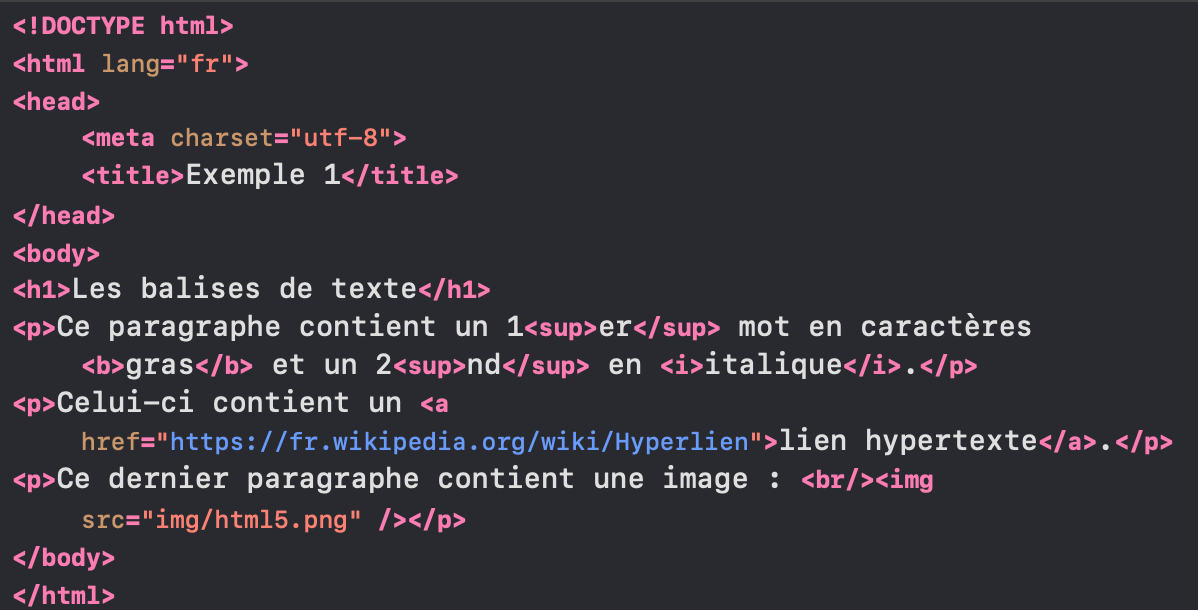 <!DOCTYPE html>
<html lang="fr">
<head>
    <meta charset="utf-8">
    <title>Exemple 1</title>
</head>
<body>
<h1>Les balises de texte</h1>
<p>Ce paragraphe contient un 1<sup>er</sup> mot en caractères
    <b>gras</b> et un 2<sup>nd</sup> en <i>italique</i>.</p>
<p>Celui-ci contient un <a
    href="https://fr.wikipedia.org/wiki/Hyperlien">lien hypertexte</a>.</p>
<p>Ce dernier paragraphe contient une image : <br/><img
    src="img/html5.png" /></p>
</body>
</html>